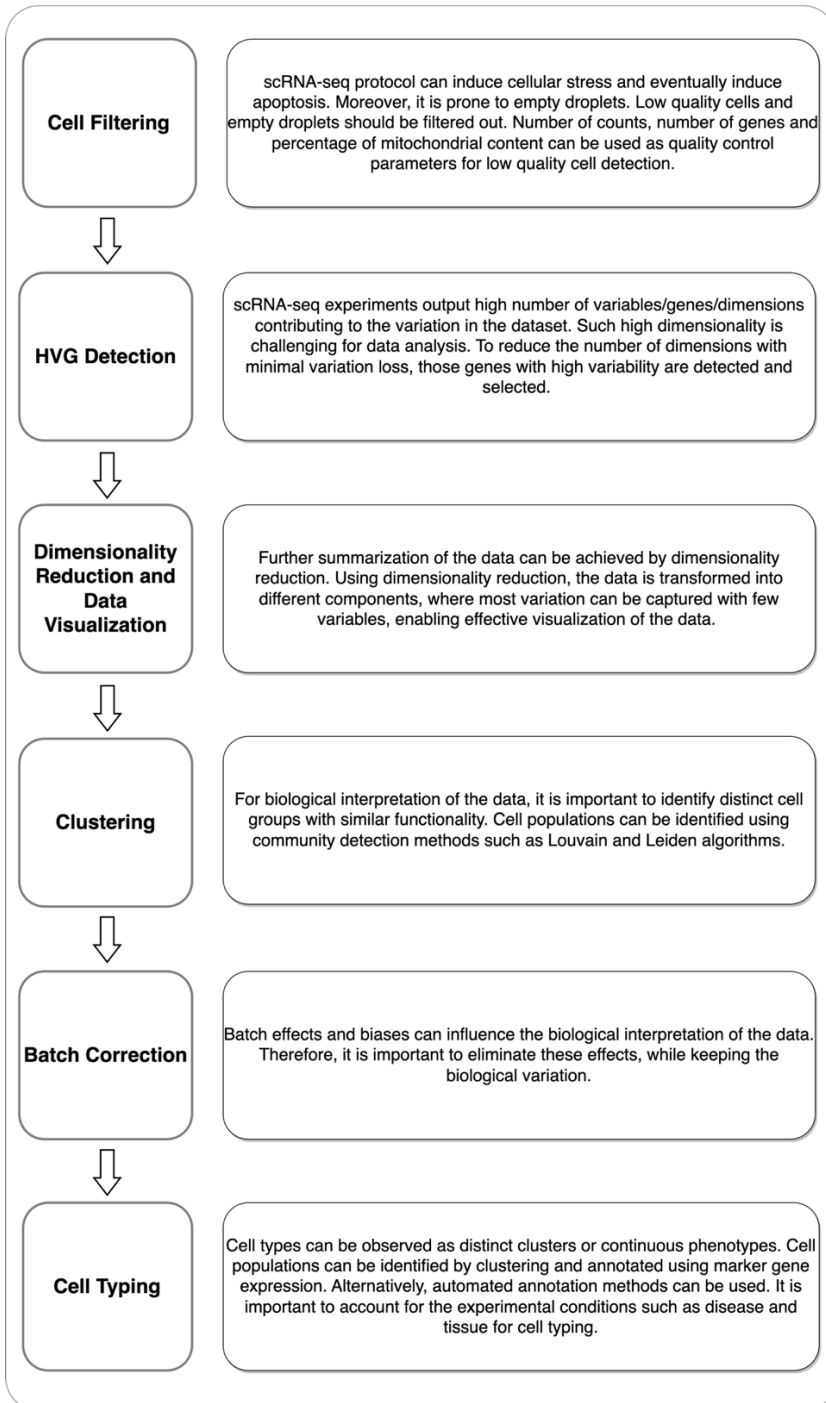 Cell Filtering
scRNA-seq protocol can induce cellular stress and eventually induce
apoptosis. Moreover, it is prone to empty droplets. Low quality cells and
empty droplets should be filtered out. Number of counts, number of genes and
percentage of mitochondrial content can be used as quality control
parameters for low quality cell detection.
HVG Detection
scRNA-seq experiments output high number of variables/genes/dimensions
contributing to the variation in the dataset. Such high dimensionality is
challenging for data analysis. To reduce the number of dimensions with
minimal variation loss, those genes with high variability are detected and
selected.
Dimensionality
Reduction and
Data
Visualization
Further summarization of the data can be achieved by dimensionality
reduction. Using dimensionality reduction, the data is transformed into
different components, where most variation can be captured with few
variables, enabling effective visualization of the data.
Clustering
For biological interpretation of the data, it is important to identify distinct cell
groups with similar functionality. Cell populations can be identified using
community detection methods such as Louvain and Leiden algorithms.
Batch Correction
Batch effects and biases can influence the biological interpretation of the data.
Therefore, it is important to eliminate these effects, while keeping the
biological variation.
Cell Typing
Cell types can be observed as distinct clusters or continuous phenotypes. Cell
populations can be identified by clustering and annotated using marker gene
expression. Alternatively, automated annotation methods can be used. It is
important to account for the experimental conditions such as disease and
tissue for cell typing.